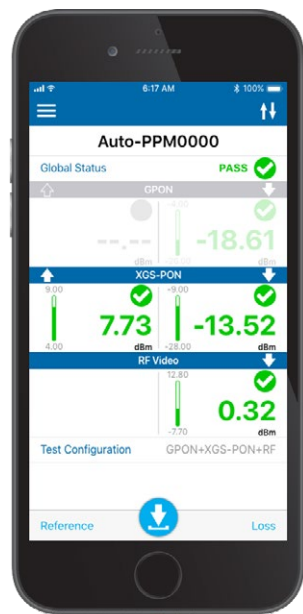 6:17 AM
100%
Auto-PPM0000
Global Status PASS
GPON
-4.00
--.-- -18.61
dBm dBm
XGS-PON
9.00 -9.00
7.73 -13.52
4.00 dBm -28.00 dBm
RF Video
12.80
0.32
-7.70 dBm
Test Configuration GPON+XGS-PON+RF
Reference Loss